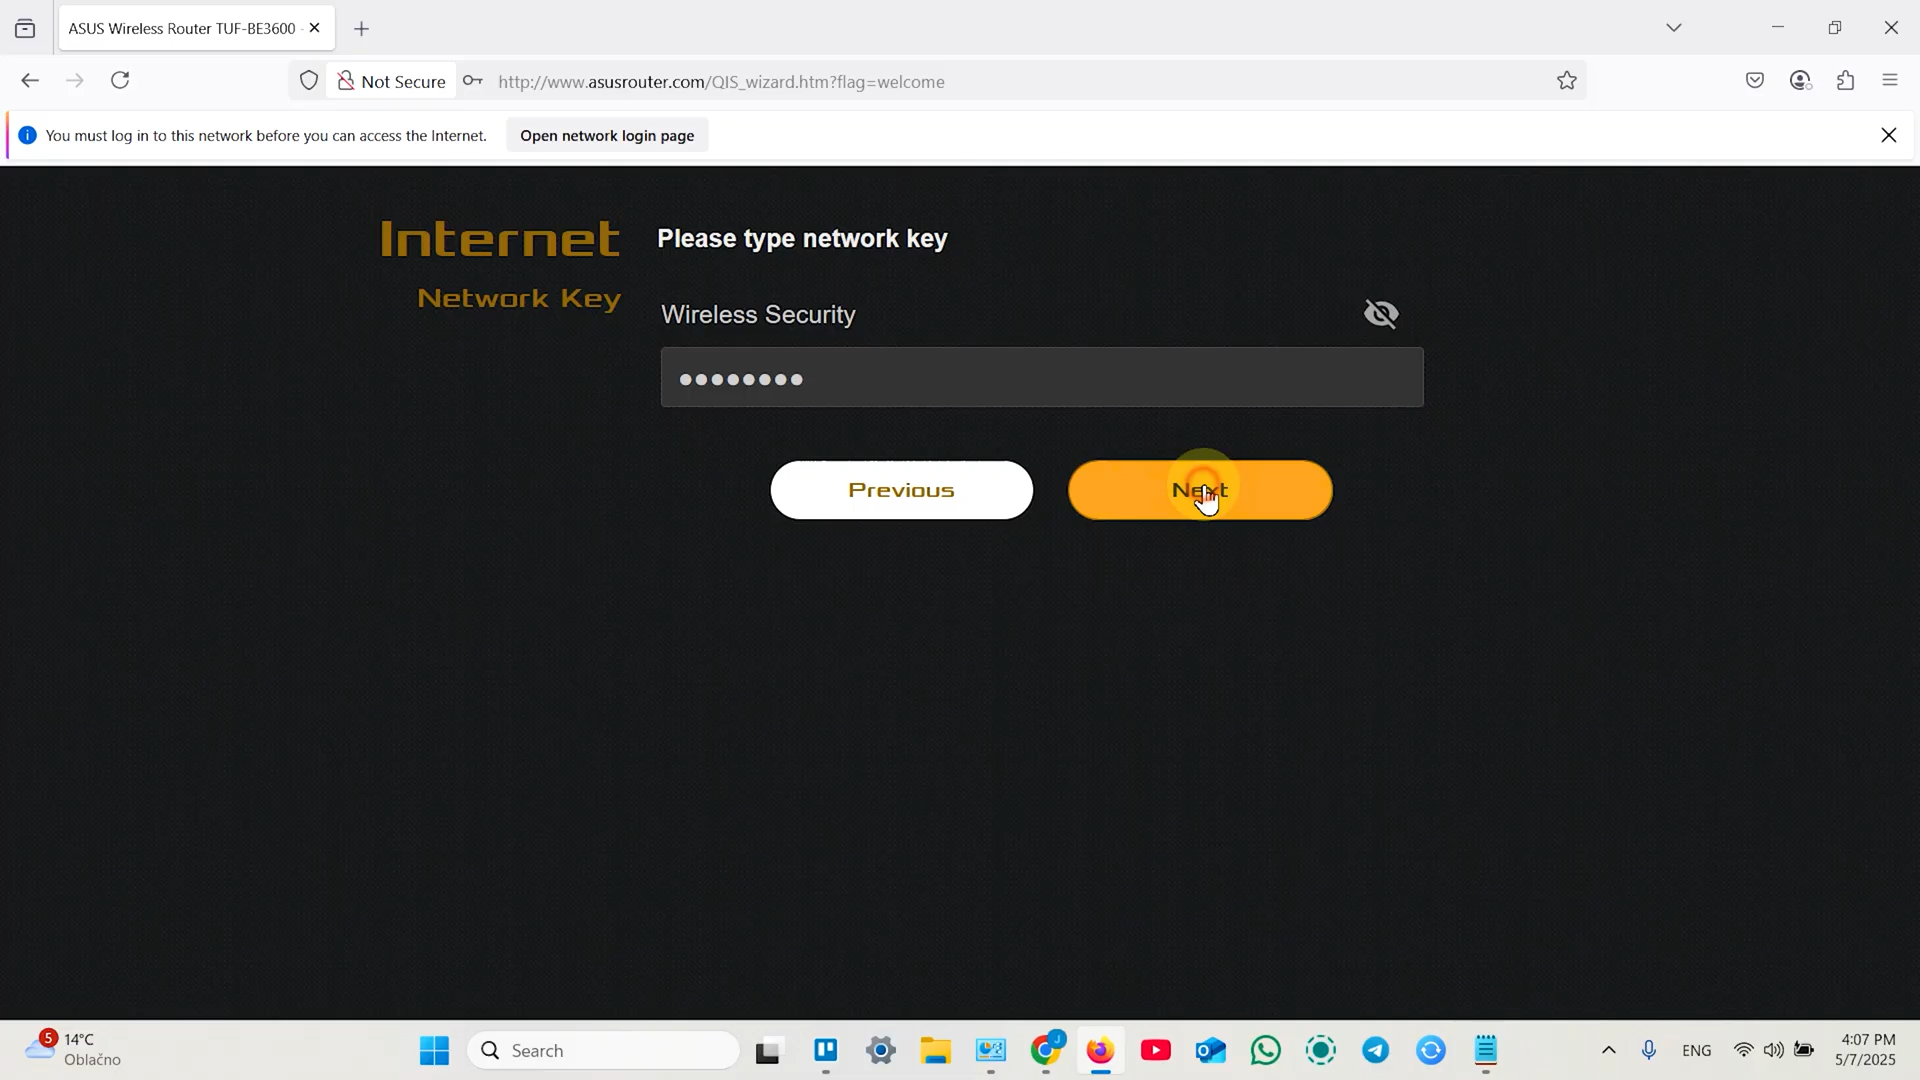 ASUS Wireless Router TUF-BE3600 -
Not Secure
http://www.asusrouter.com/QIS_wizard.htm?flag=welcome
You must log in to this network before you can access the Internet.
Open network login page
Internet
Network Key
Please type network key
Wireless Security
Previous
Next
5
14°C
Oblačno
Search
J
ENG
4:07 PM
5/7/2025